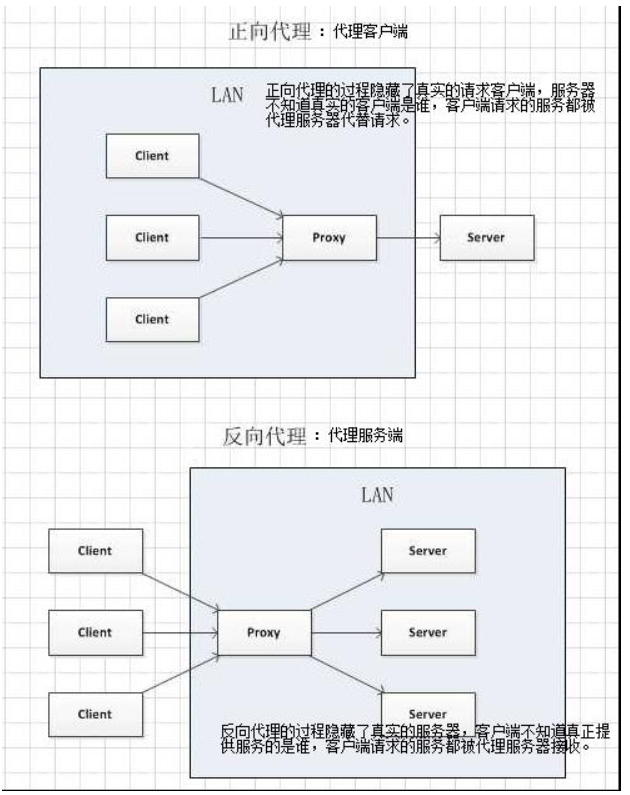 正向代理：代理客户端
LAN
正向代理的过程隐藏了真实的请求客户端，服务器
不知道真实的客户端是谁，客户端请求的服务都被
代理服务器代替请求。
Client
Client
Proxy
Server
Client
反向代理：代理服务端
LAN
Client
Server
Client
Proxy
Server
Client
Server
反向代理的过程隐藏了真实的服务器，客户端不知道真正提
供服务的是谁，客户端请求的服务都被代理服务器接收。